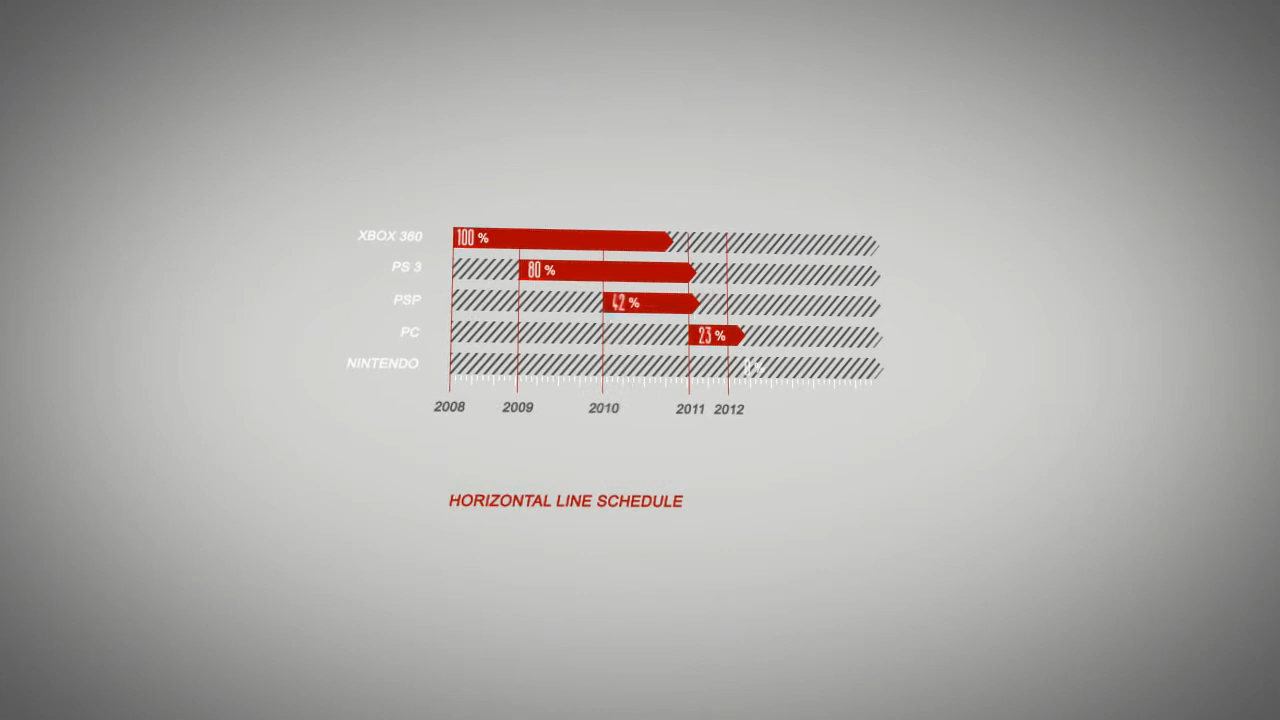 XBOX 360 100 %
PS 3 80 %
PSP 42 %
PC 23 %
NINTENDO %
2008 2009 2010 2011 2012
HORIZONTAL LINE SCHEDULE